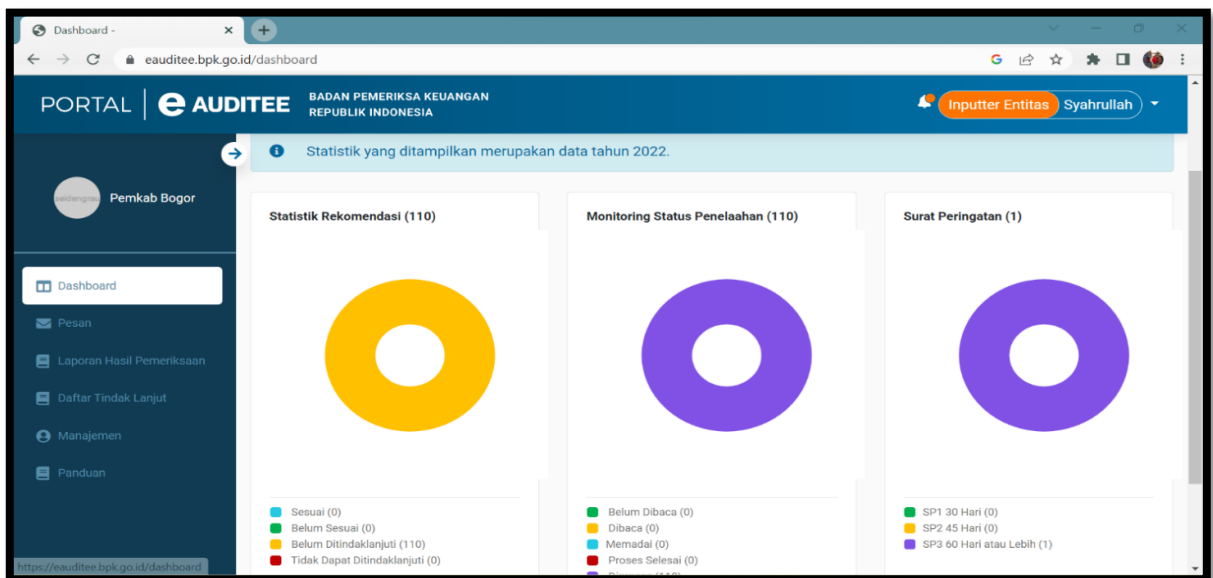 Dashboard -
eauditee.bpk.go.id/dashboard
PORTAL | e AUDITEE
BADAN PEMERIKSA KEUANGAN
REPUBLIK INDONESIA
Inputter Entitas Syahrullah
Statistik yang ditampilkan merupakan data tahun 2022.
Pemkab Bogor
Dashboard
Pesan
Laporan Hasil Pemeriksaan
Daftar Tindak Lanjut
Manajemen
Panduan
Statistik Rekomendasi (110)
Sesuai (0)
Belum Sesuai (0)
Belum Ditindaklanjuti (110)
Tidak Dapat Ditindaklanjuti (0)
Monitoring Status Penelaahan (110)
Belum Dibaca (0)
Dibaca (0)
Memadai (0)
Proses Selesai (0)
Surat Peringatan (1)
SP1 30 Hari (0)
SP2 45 Hari (0)
SP3 60 Hari atau Lebih (1)
https://eauditee.bpk.go.id/dashboard